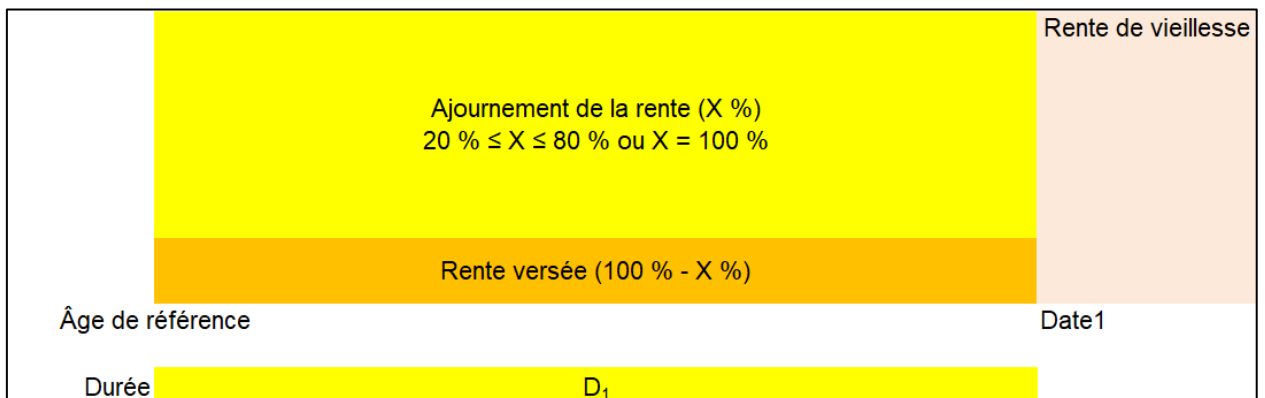 Rente de vieillesse
Ajournement de la rente (X %)
20 % ≤ X ≤ 80 % ou X = 100 %
Rente versée (100 % - X %)
Âge de référence
Date1
Durée
D₁